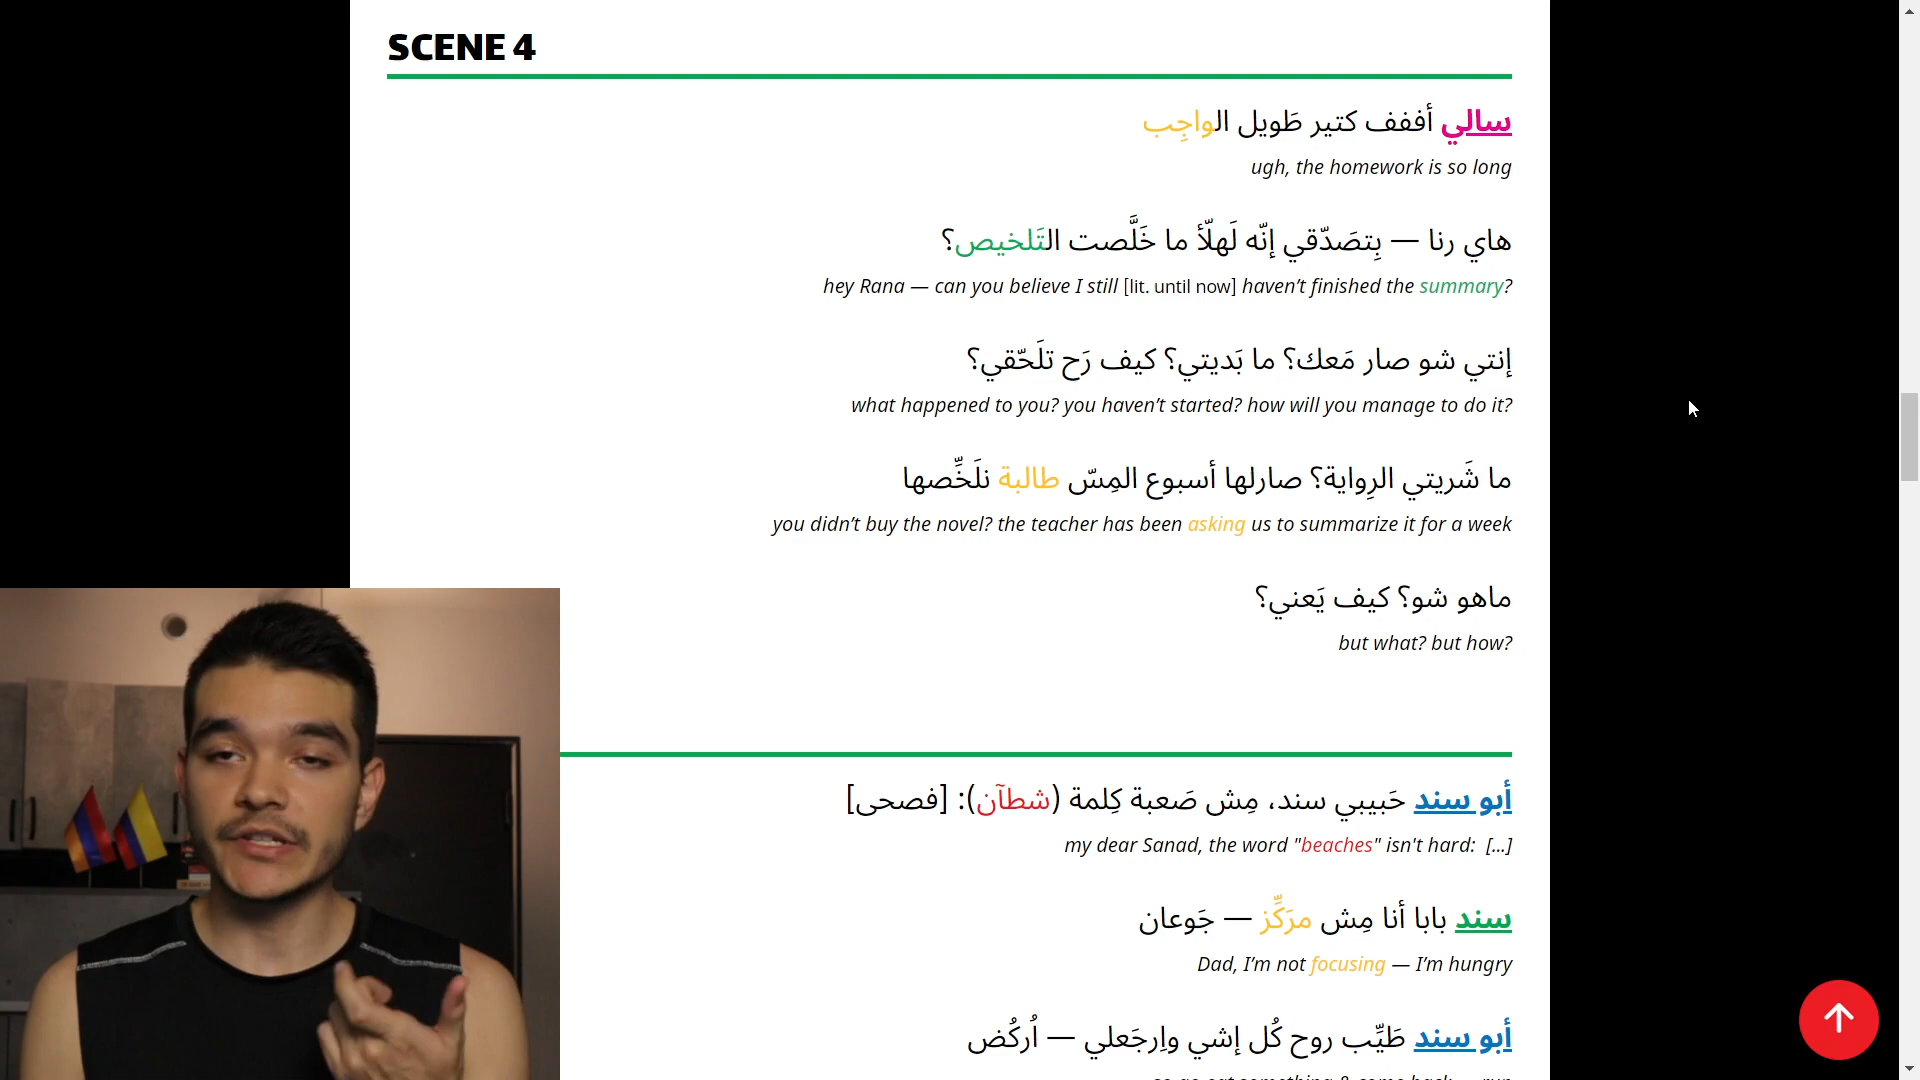 SCENE 4
سالي أففف كتير طَويل الواجِب
ugh, the homework is so long
هاي رنا — بِتصَدّقي إنّه لَهلّأ ما خَلَّصت التَلخيص؟
hey Rana — can you believe I still [lit. until now] haven’t finished the summary?
إنتي شو صار مَعك؟ ما بَديتي؟ كيف رَح تلَحّقي؟
what happened to you? you haven’t started? how will you manage to do it?
ما شَريتي الرِواية؟ صارلها أسبوع المِسّ طالبة نلَخِّصها
you didn’t buy the novel? the teacher has been asking us to summarize it for a week
ماهو شو؟ كيف يَعني؟
but what? but how?
أبو سند حَبيبي سند، مِش صَعبة كِلمة (شطآن): [فصحى]
my dear Sanad, the word "beaches" isn't hard: [...]
سند بابا أنا مِش مرَكِّز — جَوعان
Dad, I’m not focusing — I’m hungry
أبو سند طَيِّب روح كُل إشي واِرجَعلي — اُركُض